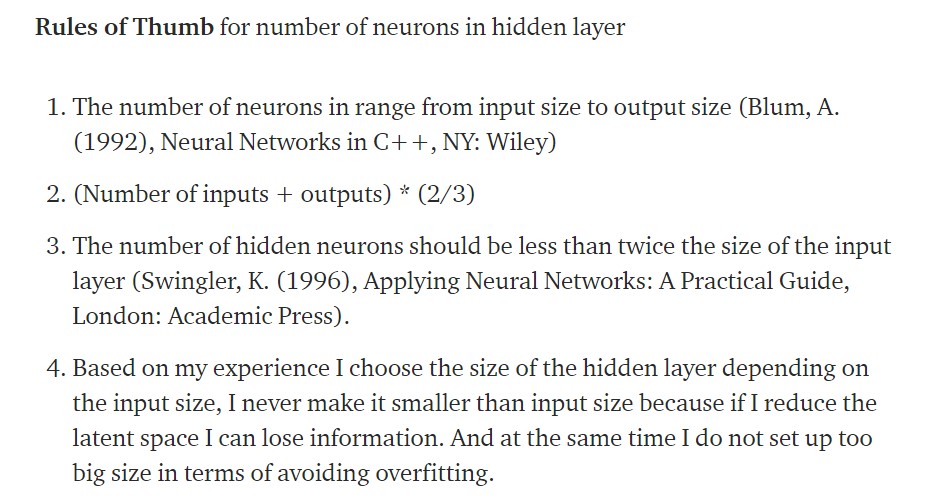 Rules of Thumb for number of neurons in hidden layer
1. The number of neurons in range from input size to output size (Blum, A.
(1992), Neural Networks in C++, NY: Wiley)
2. (Number of inputs + outputs) * (2/3)
3. The number of hidden neurons should be less than twice the size of the input
layer (Swingler, K. (1996), Applying Neural Networks: A Practical Guide,
London: Academic Press).
4. Based on my experience I choose the size of the hidden layer depending on
the input size, I never make it smaller than input size because if I reduce the
latent space I can lose information. And at the same time I do not set up too
big size in terms of avoiding overfitting.